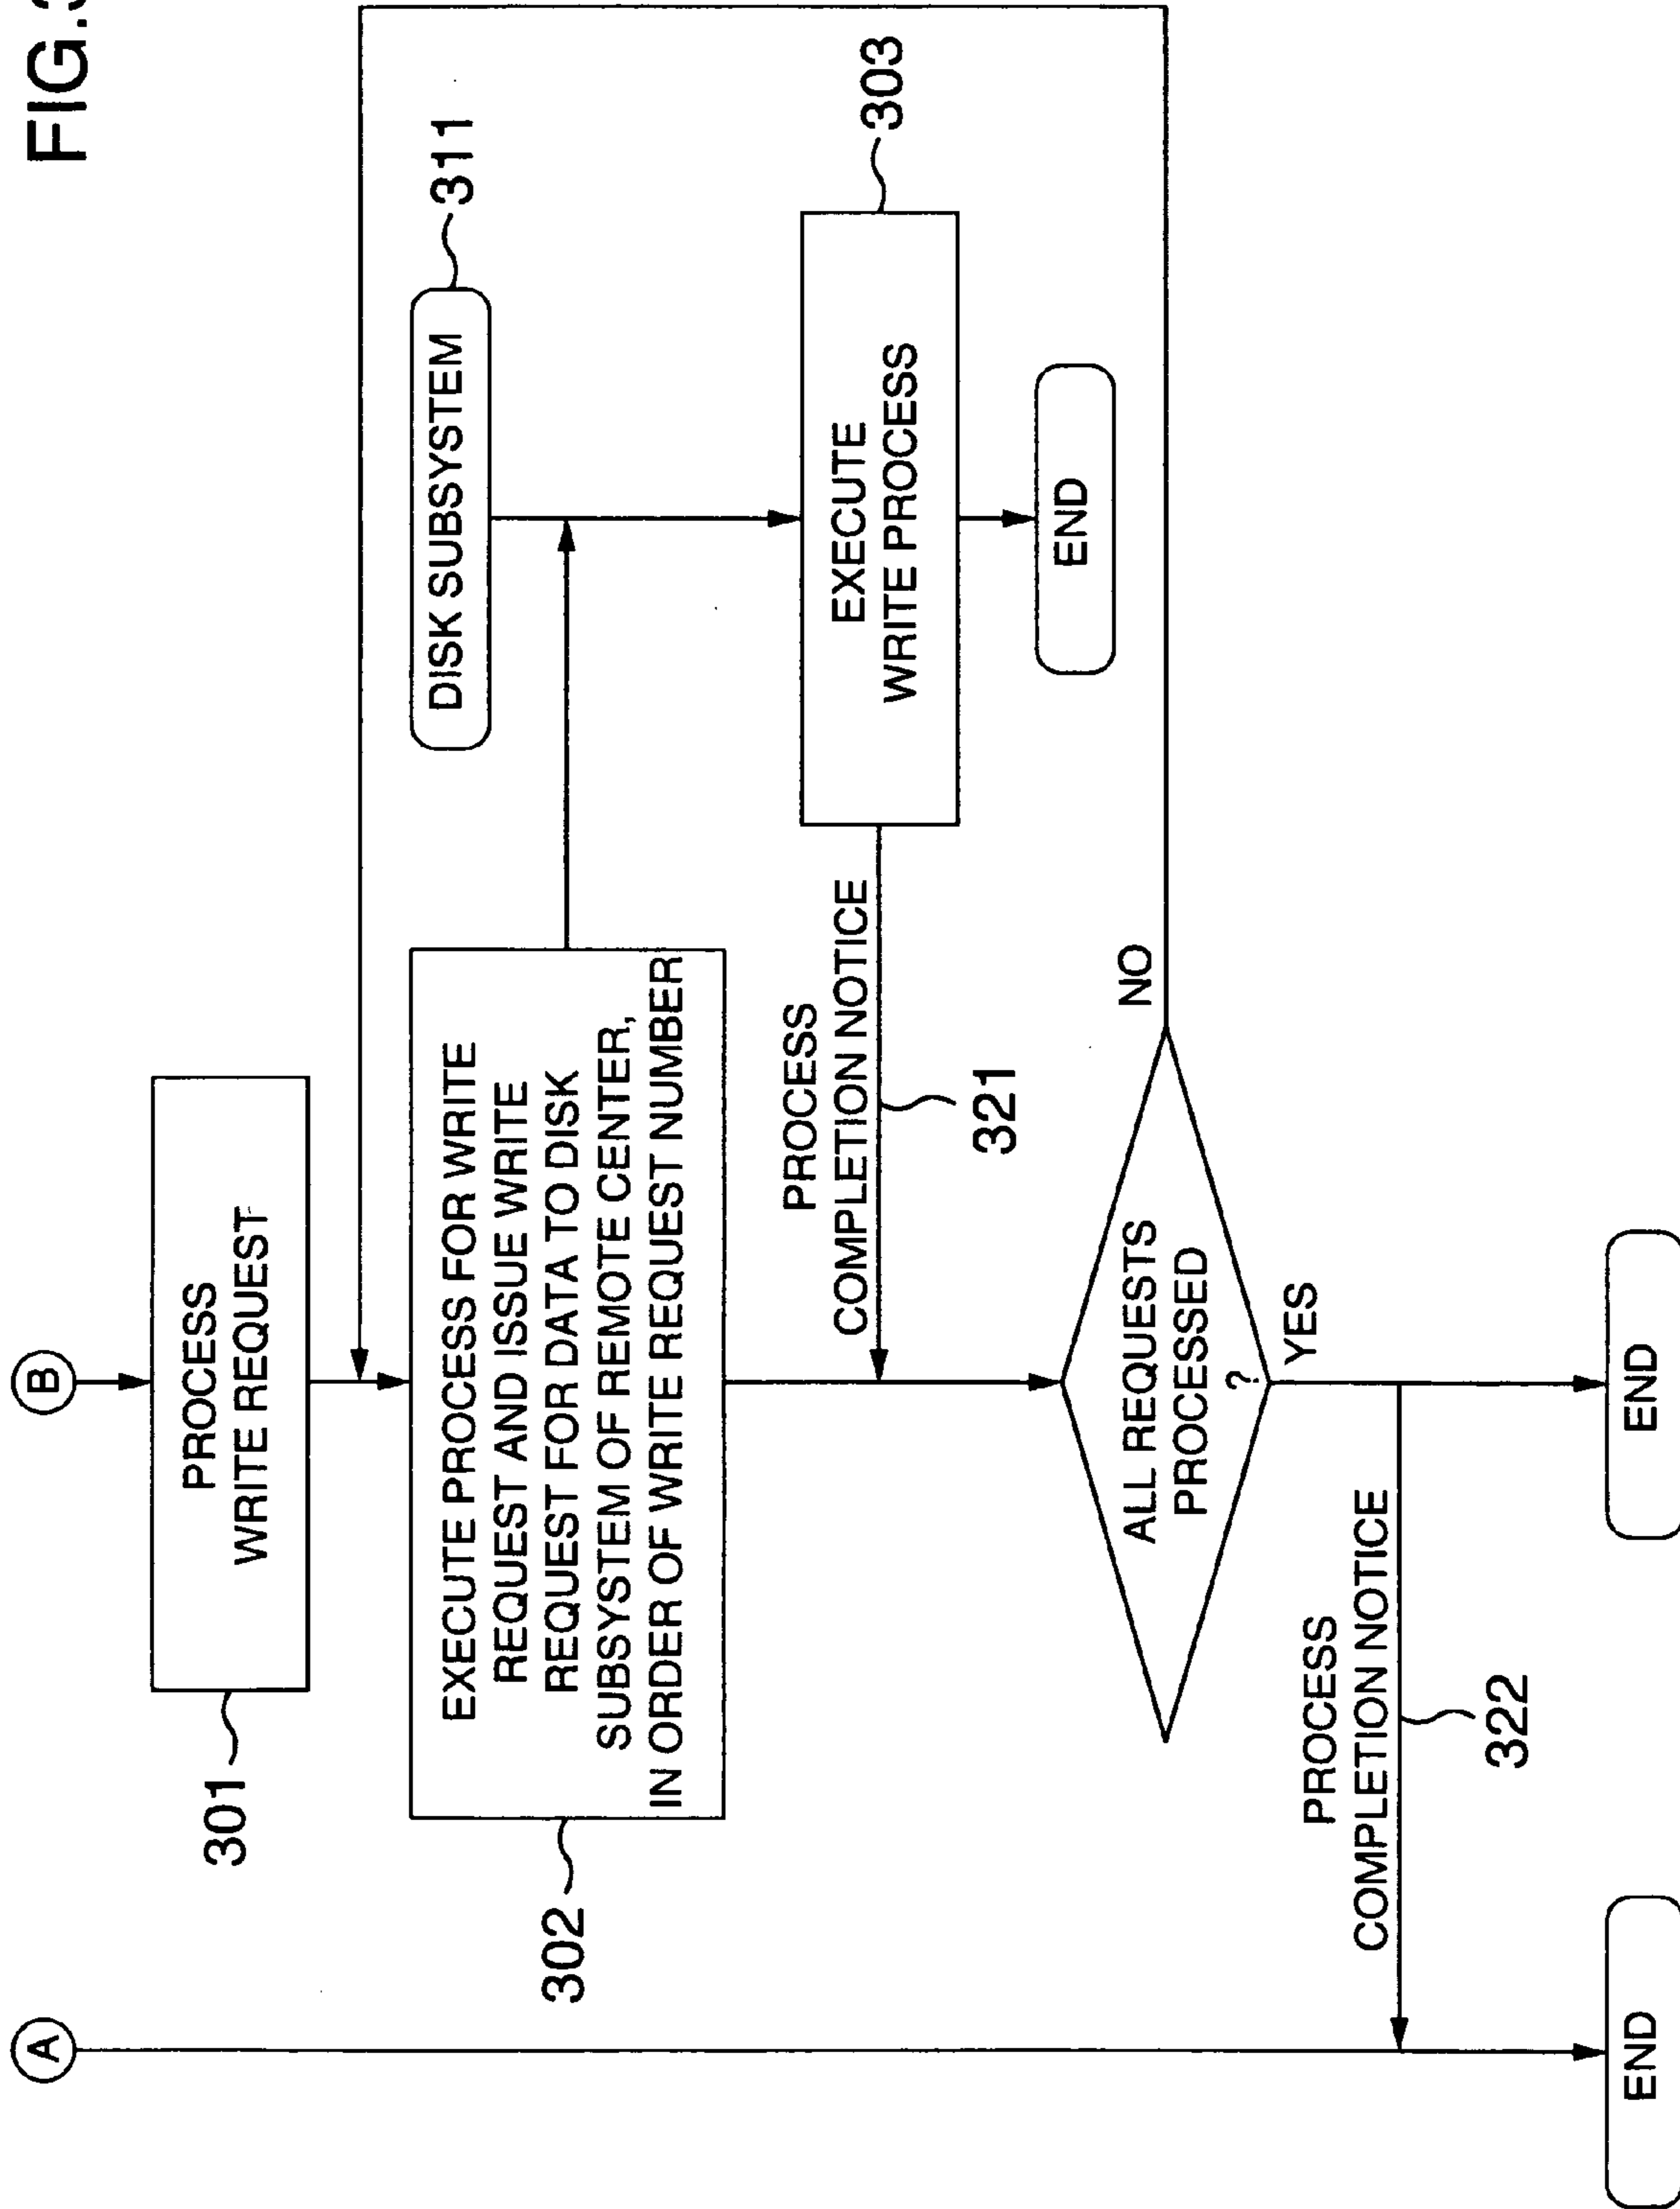 FIG.3
A
B
PROCESS
WRITE REQUEST
301
EXECUTE PROCESS FOR WRITE
REQUEST AND ISSUE WRITE
REQUEST FOR DATA TO DISK
SUBSYSTEM OF REMOTE CENTER,
IN ORDER OF WRITE REQUEST NUMBER
302
DISK SUBSYSTEM
311
EXECUTE
WRITE PROCESS
303
END
PROCESS
COMPLETION NOTICE
321
ALL REQUESTS
PROCESSED
?
NO
YES
PROCESS
COMPLETION NOTICE
322
END
END